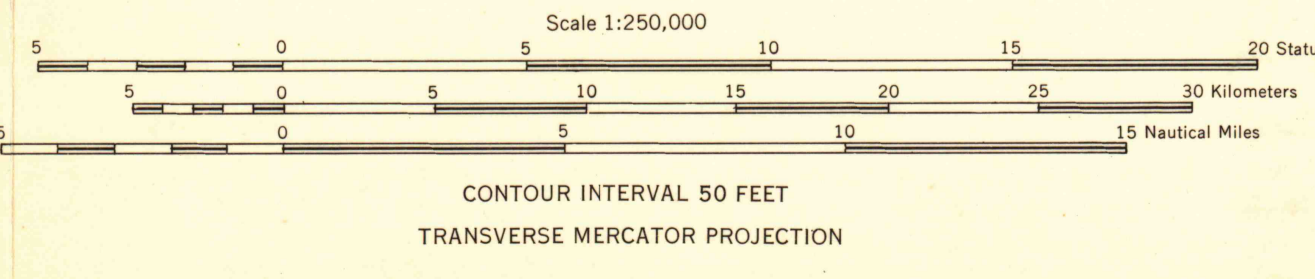 Scale 1:250,000
5 0 5 10 15 20 Statu
5 0 5 10 15 20 25 30 Kilometers
5 0 5 10 15 Nautical Miles
CONTOUR INTERVAL 50 FEET
TRANSVERSE MERCATOR PROJECTION